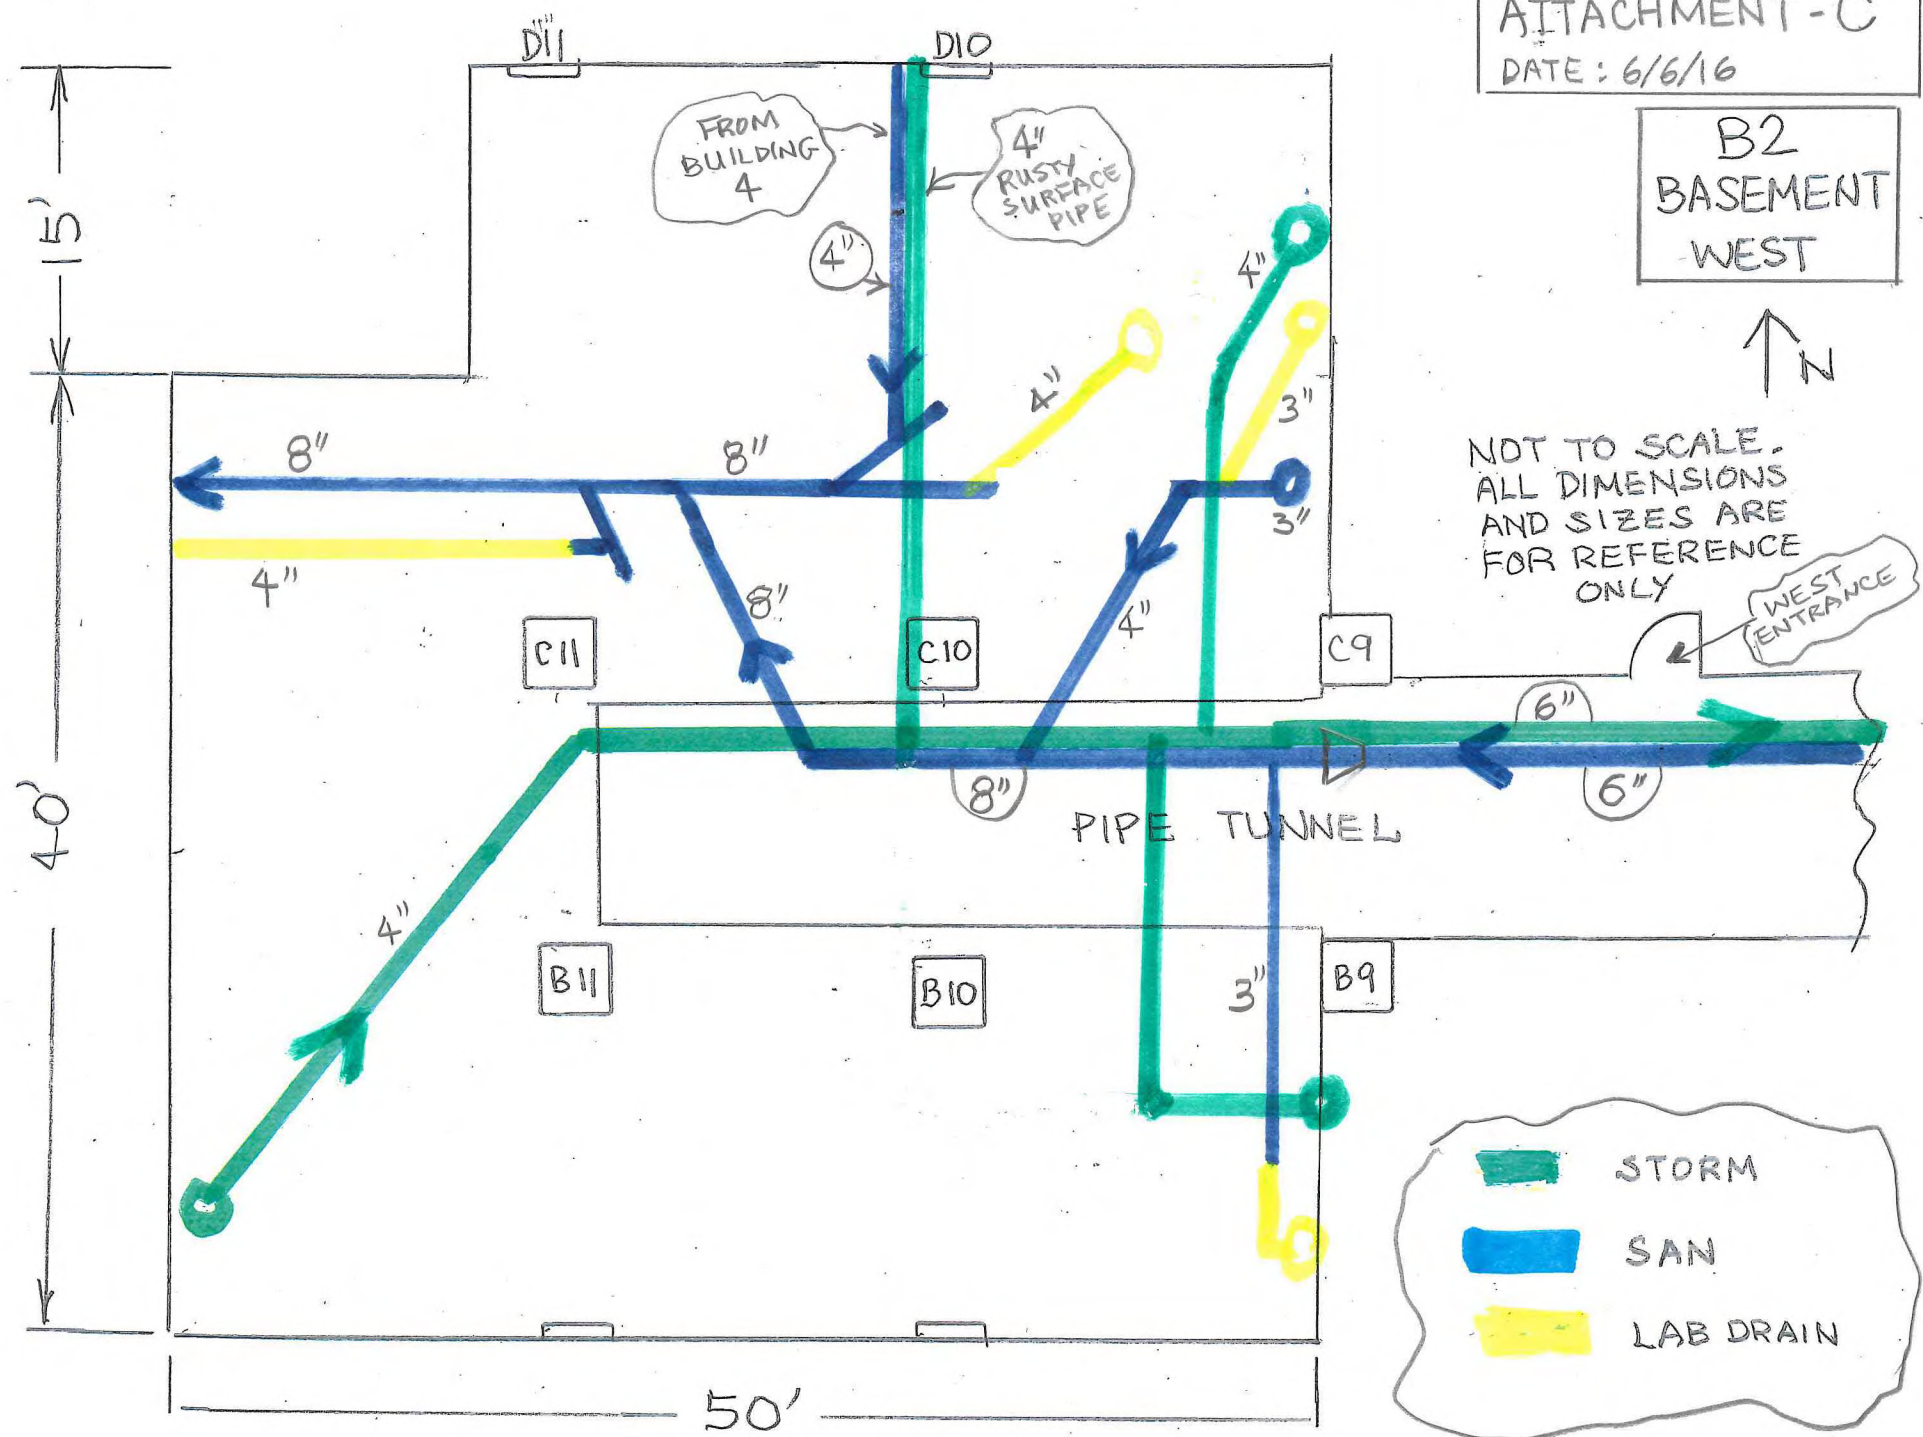 ATTACHMENT - C
DATE : 6/6/16
B2
BASEMENT
WEST
N
NOT TO SCALE.
ALL DIMENSIONS
AND SIZES ARE
FOR REFERENCE
ONLY
WEST
ENTRANCE
D11
D10
FROM
BUILDING
4
4"
RUSTY
SURFACE
PIPE
4"
4"
4"
3"
3"
15'
8"
8"
4"
8"
4"
C11
C10
C9
6"
8"
6"
PIPE TUNNEL
40'
4"
B11
B10
3"
B9
STORM
SAN
LAB DRAIN
50'